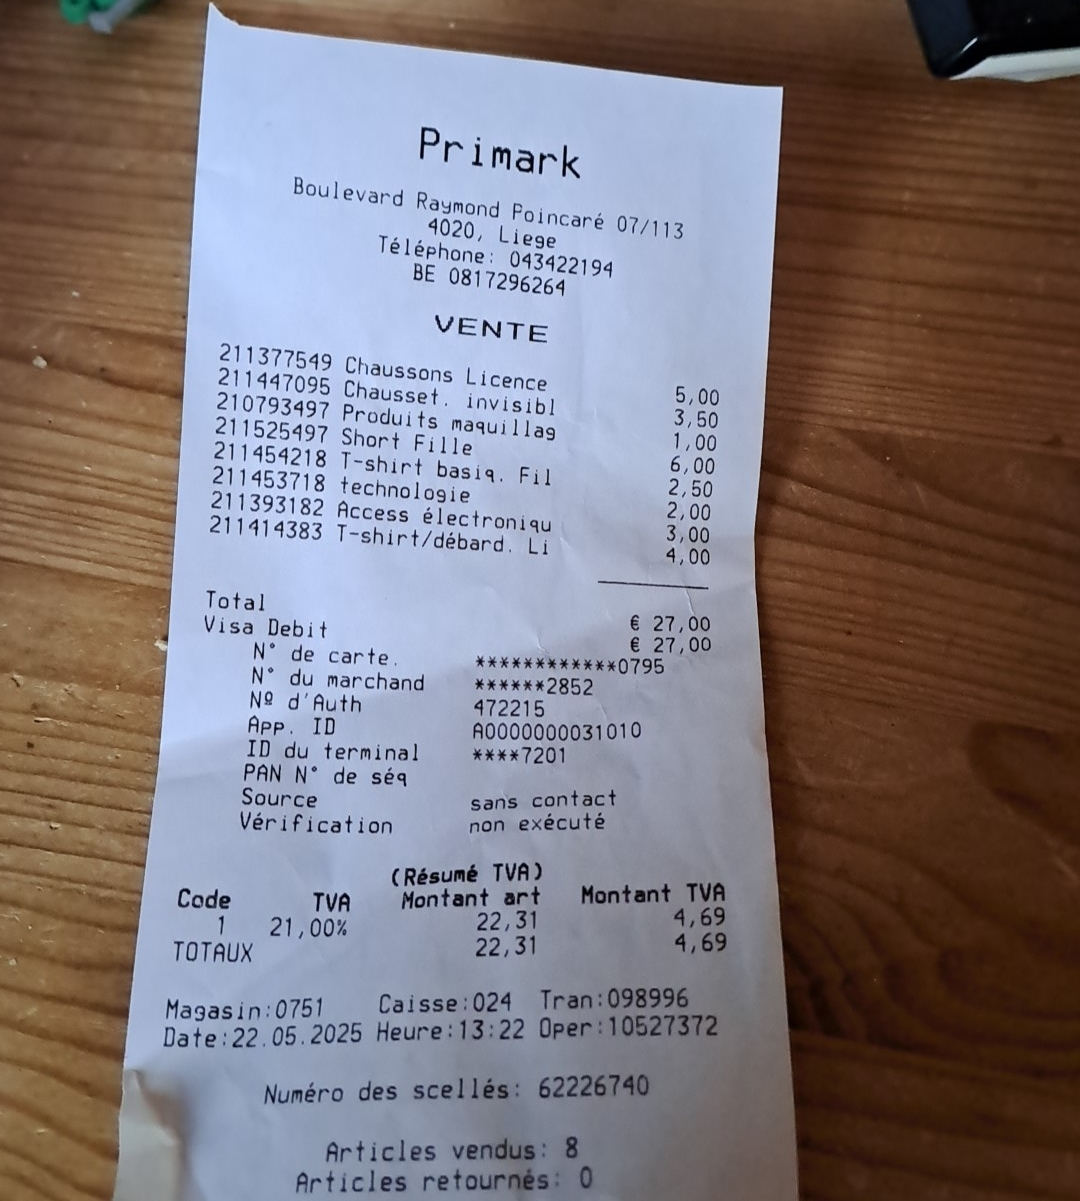 Primark
Boulevard Raymond Poincaré 07/113
4020, Liege
Téléphone: 043422194
BE 0817296264
VENTE
211377549 Chaussons Licence 5,00
211447095 Chausset. invisibl 3,50
210793497 Produits maquillag 1,00
211525497 Short Fille 6,00
211454218 T-shirt basiq. Fil 2,50
211453718 technologie 2,00
211393182 Access électroniqu 3,00
211414383 T-shirt/débard. Li 4,00
Total € 27,00
Visa Debit € 27,00
N° de carte. ************0795
N° du marchand ******2852
Nº d'Auth 472215
App. ID A0000000031010
ID du terminal ****7201
PAN N° de séq
Source sans contact
Vérification non exécuté
(Résumé TVA)
Code TVA Montant art Montant TVA
1 21,00% 22,31 4,69
TOTAUX 22,31 4,69
Magasin:0751 Caisse:024 Tran:098996
Date:22.05.2025 Heure:13:22 Oper:10527372
Numéro des scellés: 62226740
Articles vendus: 8
Articles retournés: 0